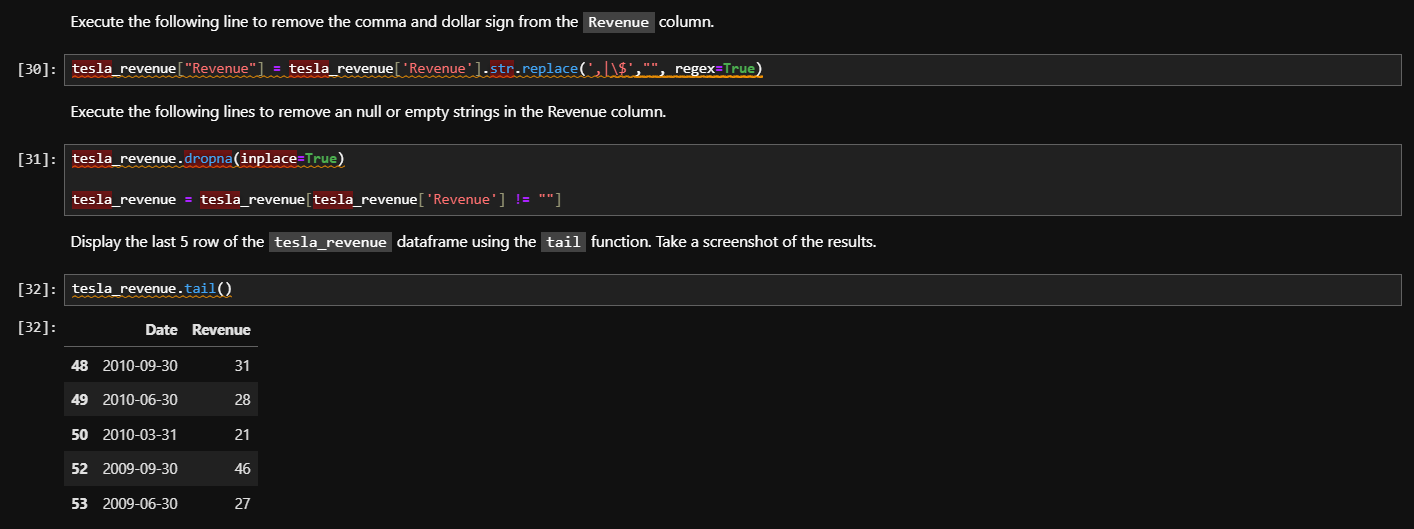 Execute the following line to remove the comma and dollar sign from the Revenue column.
[30]: tesla_revenue["Revenue"] = tesla_revenue['Revenue'].str.replace(',|\$',"", regex=True)
Execute the following lines to remove an null or empty strings in the Revenue column.
[31]: tesla_revenue.dropna(inplace=True)
tesla_revenue = tesla_revenue[tesla_revenue['Revenue'] != ""]
Display the last 5 row of the tesla_revenue dataframe using the tail function. Take a screenshot of the results.
[32]: tesla_revenue.tail()
[32]: Date Revenue
48 2010-09-30 31
49 2010-06-30 28
50 2010-03-31 21
52 2009-09-30 46
53 2009-06-30 27